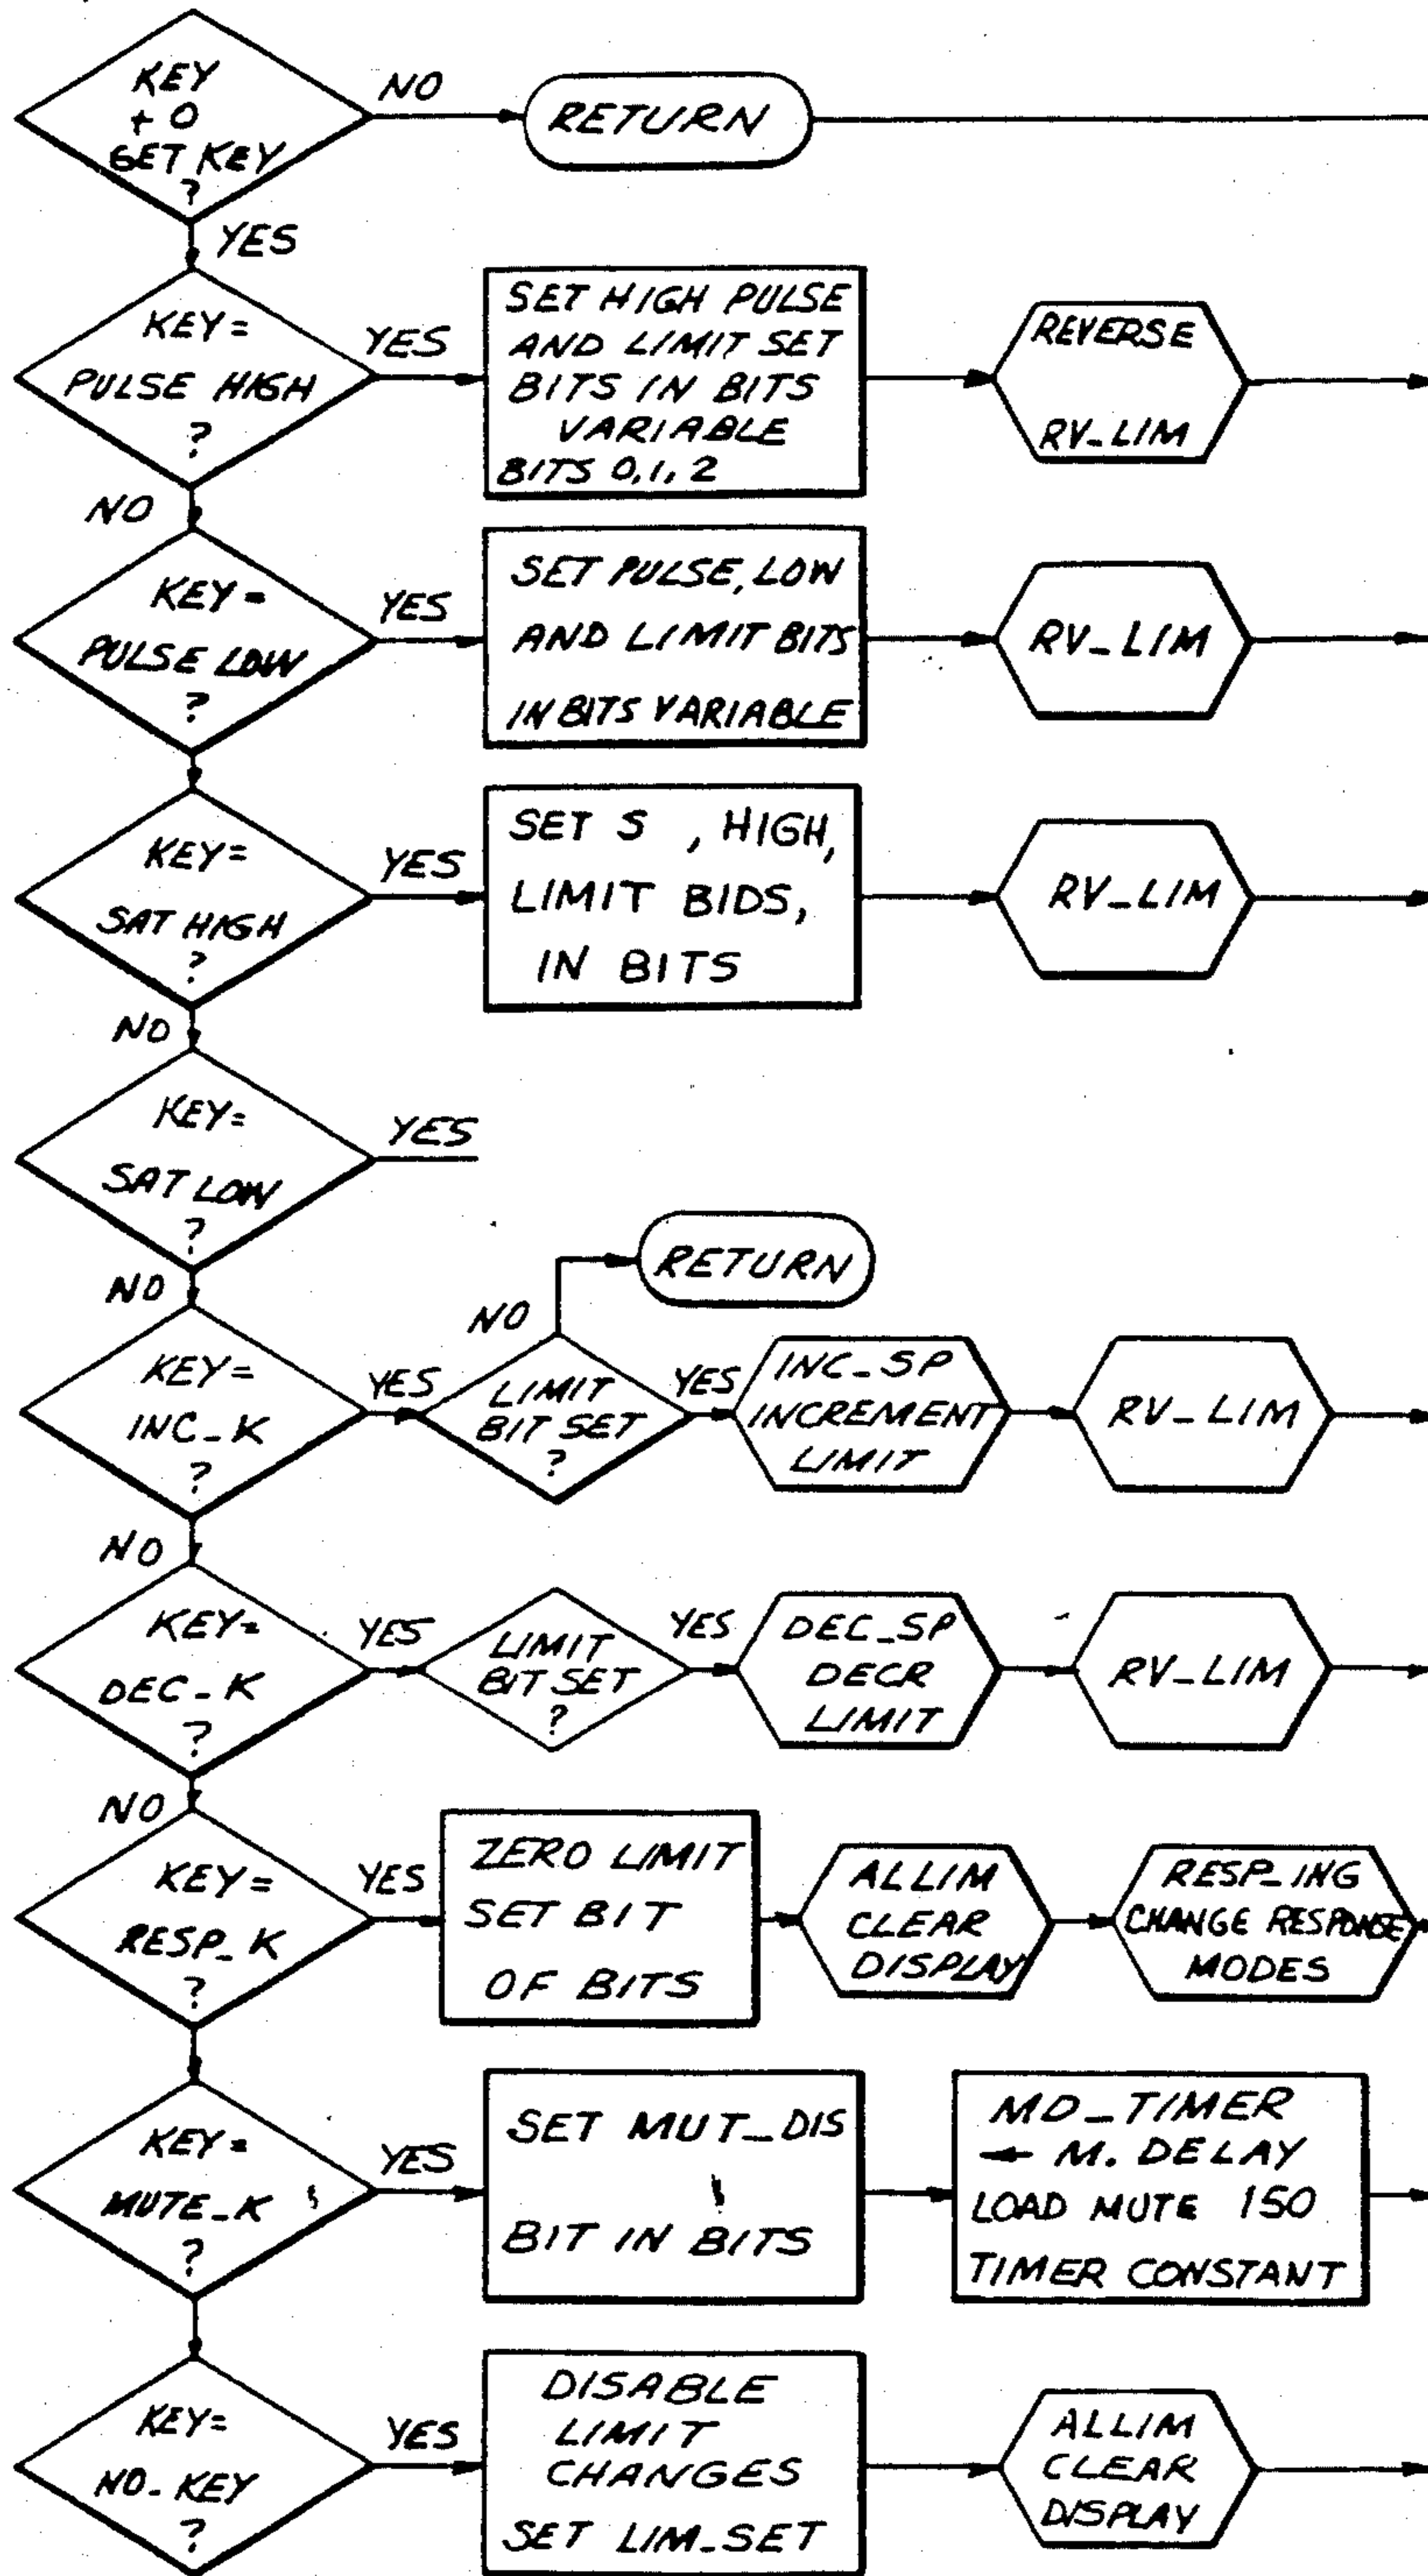 KEY
+ 0
GET KEY
?
NO
RETURN
YES
KEY=
PULSE HIGH
?
YES
SET HIGH PULSE
AND LIMIT SET
BITS IN BITS
VARIABLE
BITS 0,1,2
REVERSE
RV_LIM
NO
KEY=
PULSE LOW
?
YES
SET PULSE, LOW
AND LIMIT BITS
IN BITS VARIABLE
RV_LIM
KEY=
SAT HIGH
?
YES
SET S , HIGH,
LIMIT BIDS,
IN BITS
RV_LIM
NO
KEY=
SAT LOW
?
YES
NO
KEY=
INC_K
?
YES
LIMIT
BIT SET
?
NO
RETURN
YES
INC_SP
INCREMENT
LIMIT
RV_LIM
NO
KEY=
DEC_K
?
YES
LIMIT
BIT SET
?
YES
DEC_SP
DECR
LIMIT
RV_LIM
NO
KEY=
RESP_K
?
YES
ZERO LIMIT
SET BIT
OF BITS
ALLIM
CLEAR
DISPLAY
RESP_ING
CHANGE RESPONSE
MODES
KEY=
MUTE_K
?
YES
SET MUT_DIS
BIT IN BITS
MD_TIMER
← M. DELAY
LOAD MUTE 150
TIMER CONSTANT
KEY=
NO_KEY
?
YES
DISABLE
LIMIT
CHANGES
SET LIM_SET
ALLIM
CLEAR
DISPLAY